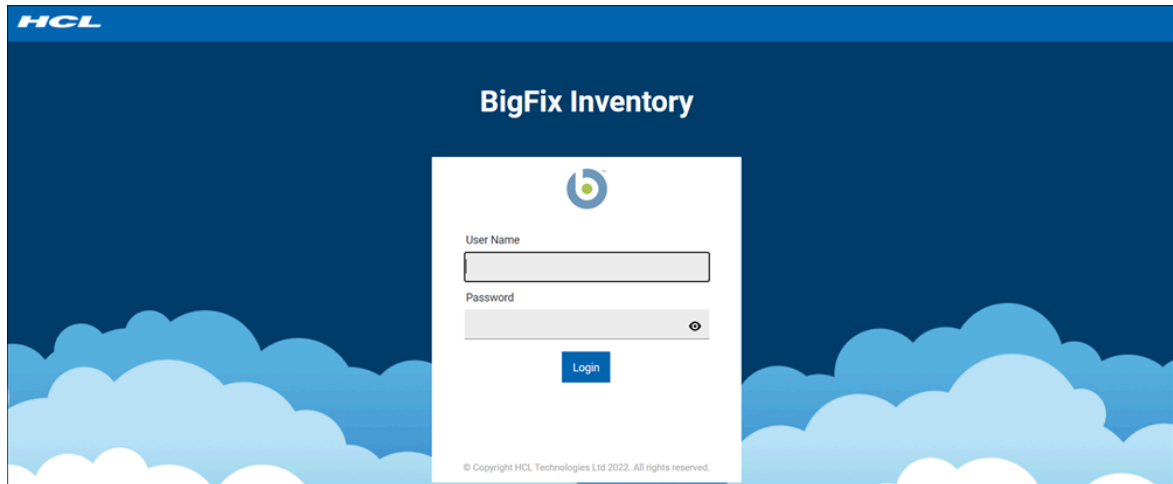 HCL
BigFix Inventory
User Name
Password
Login
© Copyright HCL Technologies Ltd 2022. All rights reserved.